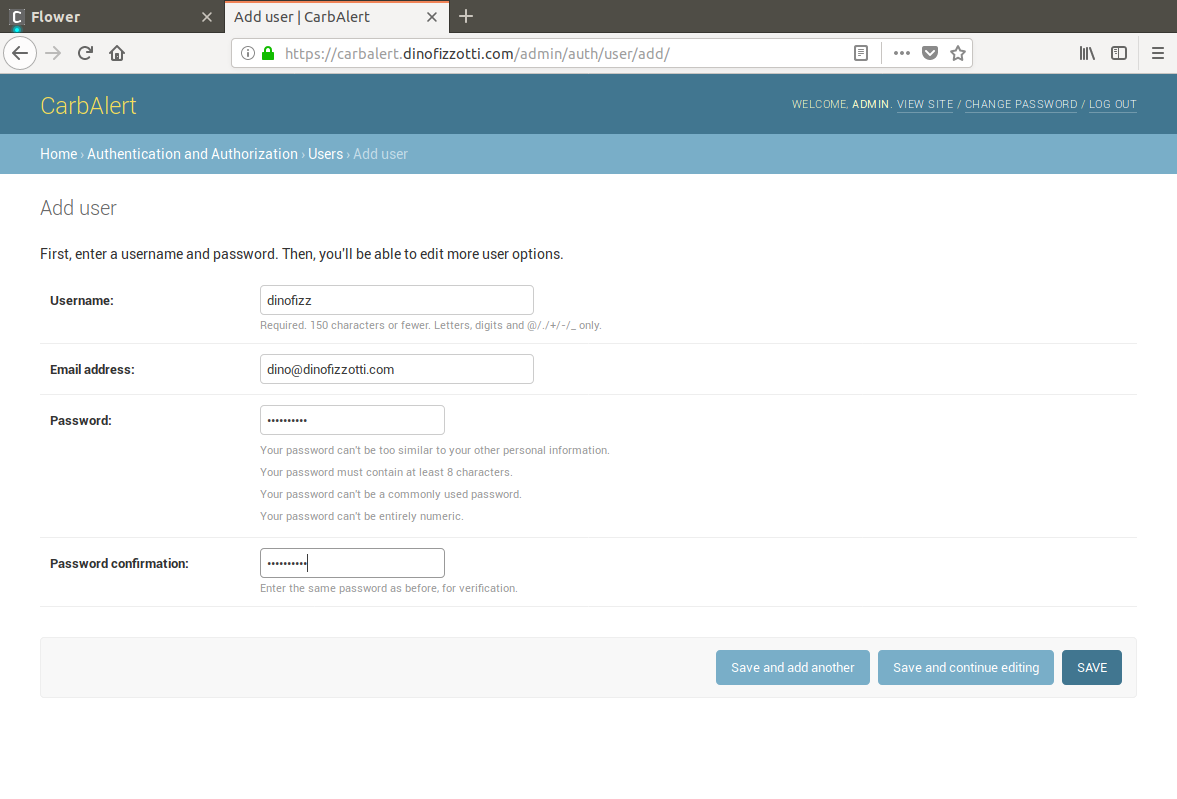 C Flower
Add user | CarbAlert
https://carbalert.dinofizzotti.com/admin/auth/user/add/
CarbAlert
WELCOME, ADMIN. VIEW SITE / CHANGE PASSWORD / LOG OUT
Home › Authentication and Authorization › Users › Add user
Add user
First, enter a username and password. Then, you'll be able to edit more user options.
Username:
dinofizz
Required. 150 characters or fewer. Letters, digits and @/./+/-/_ only.
Email address:
dino@dinofizzotti.com
Password:
••••••••••
Your password can't be too similar to your other personal information.
Your password must contain at least 8 characters.
Your password can't be a commonly used password.
Your password can't be entirely numeric.
Password confirmation:
••••••••••
Enter the same password as before, for verification.
Save and add another
Save and continue editing
SAVE